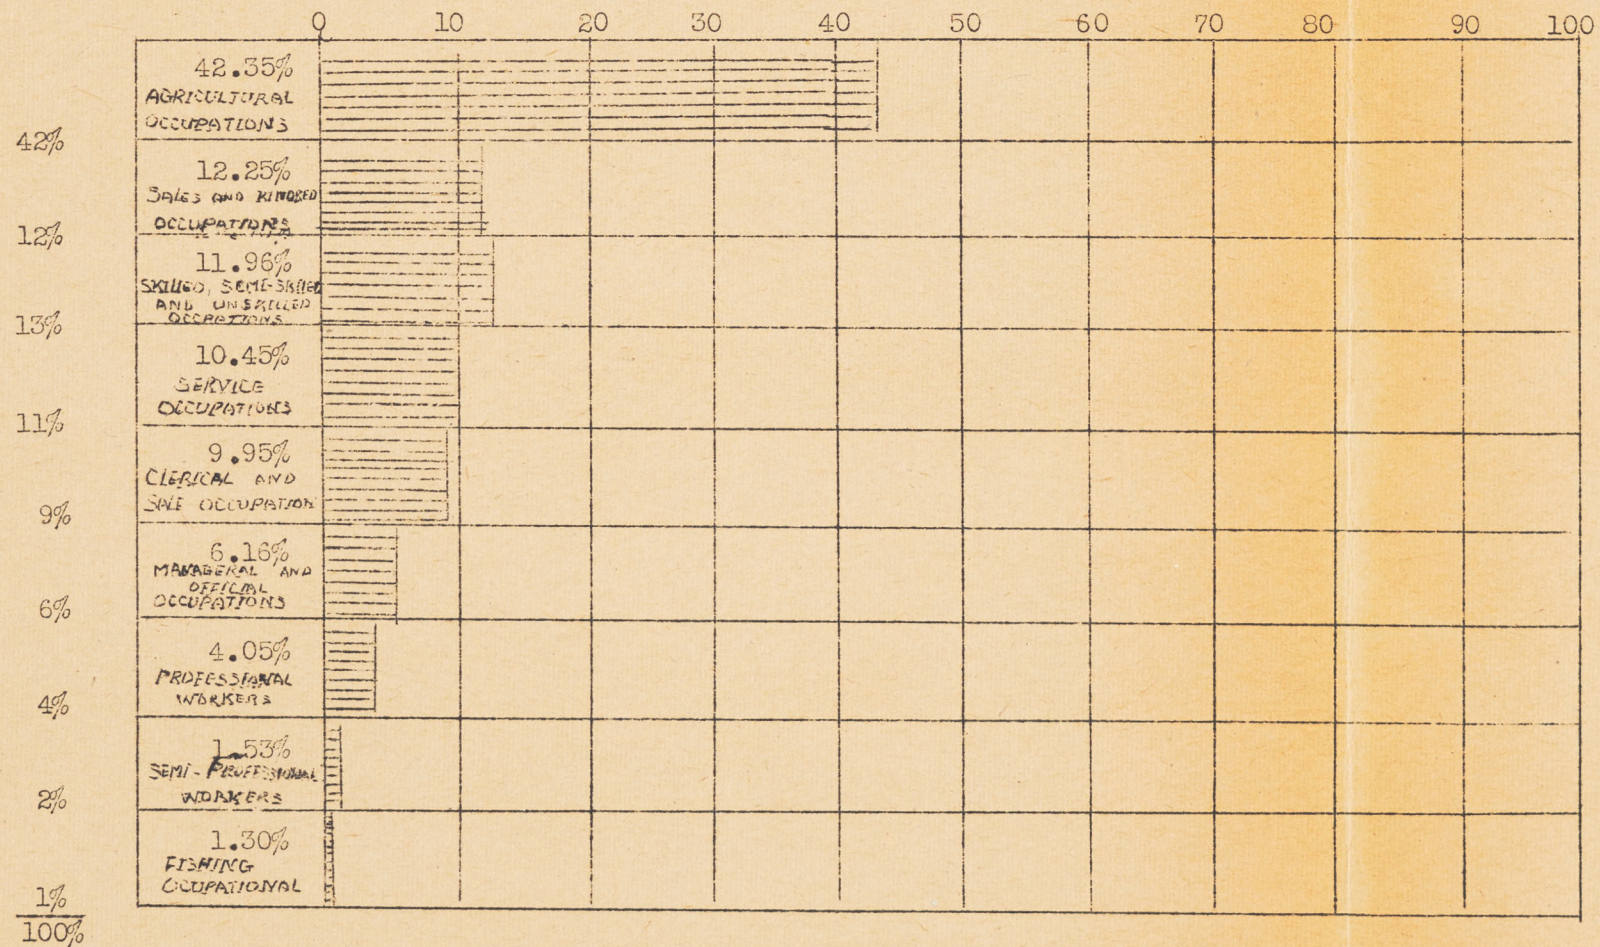 0 10 20 30 40 50 60 70 80 90 100
42.35%
AGRICULTURAL
OCCUPATIONS
42%
12.25%
SALES AND KINDRED
OCCUPATIONS
12%
11.96%
SKILLED, SEMI-SKILLED
AND UNSKILLED
OCCPATIONS
13%
10.45%
SERVICE
OCCUPATIONS
11%
9.95%
CLERICAL AND
SALE OCCUPATION
9%
6.16%
MANAGERAL AND
OFFICIAL
OCCUPATIONS
6%
4.05%
PROFESSIONAL
WORKERS
4%
1.53%
SEMI-PROFESSIONAL
WORKERS
2%
1.30%
FISHING
OCUPATIONAL
1%
100%